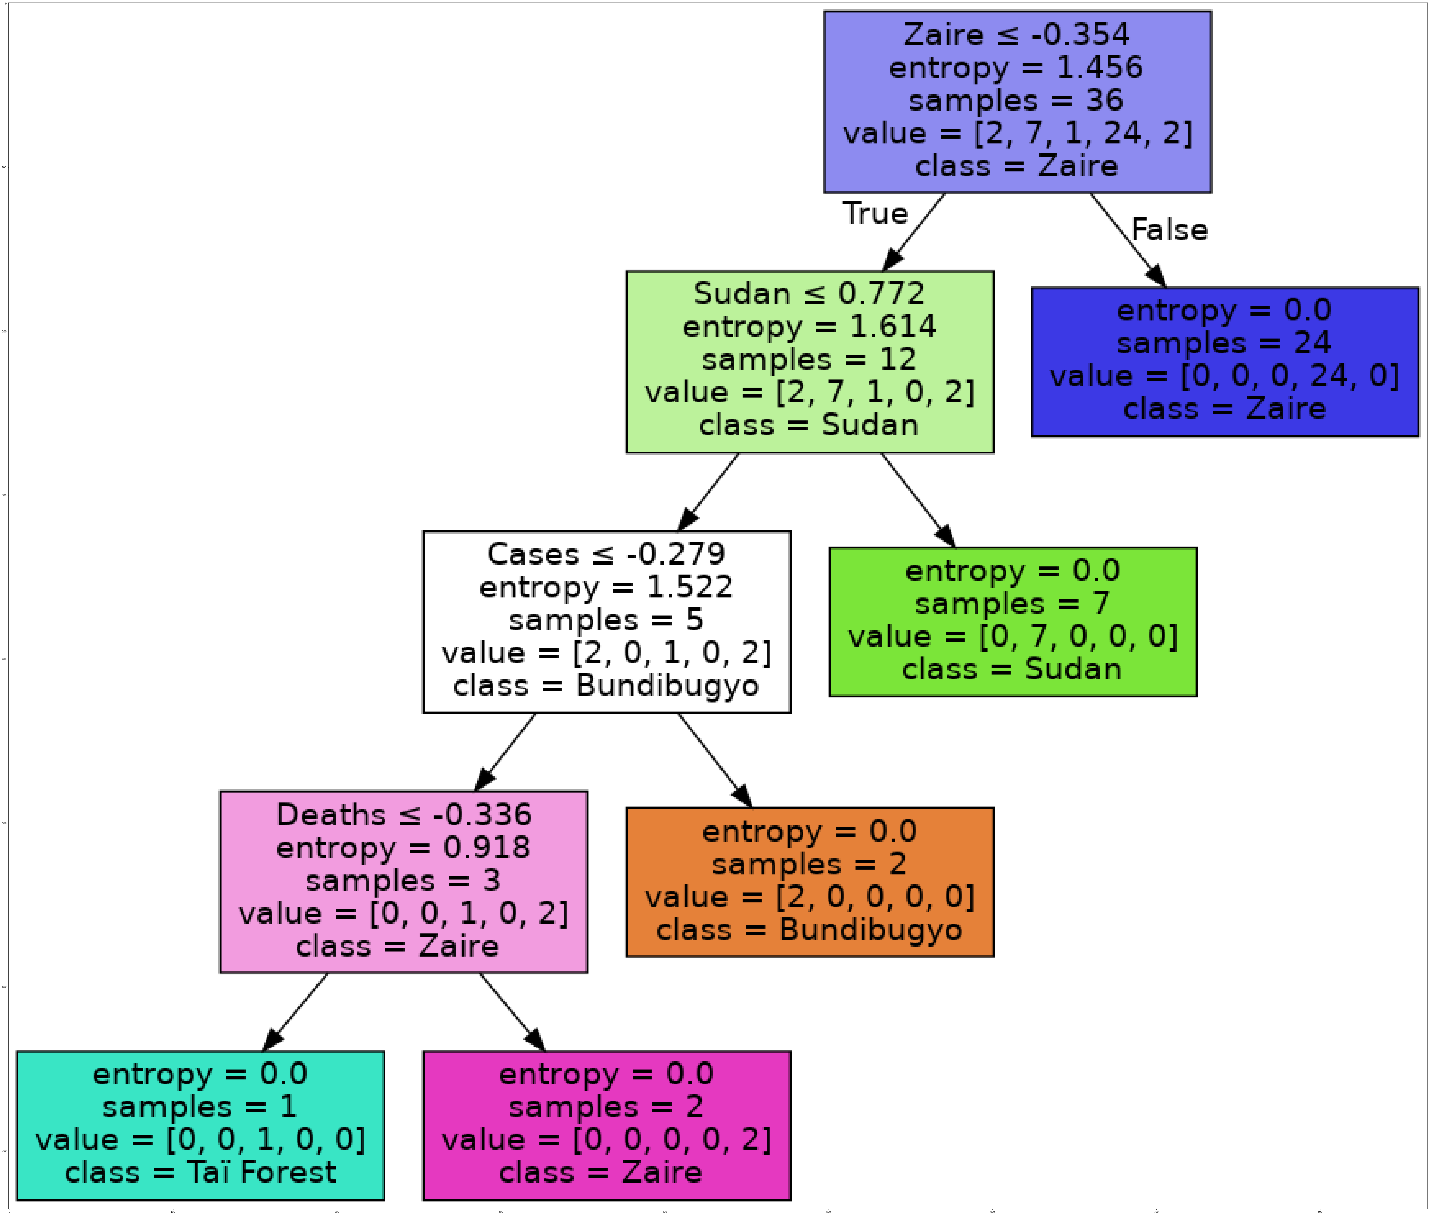 Zaire ≤ -0.354
entropy = 1.456
samples = 36
value = [2, 7, 1, 24, 2]
class = Zaire
True
False
Sudan ≤ 0.772
entropy = 1.614
samples = 12
value = [2, 7, 1, 0, 2]
class = Sudan
entropy = 0.0
samples = 24
value = [0, 0, 0, 24, 0]
class = Zaire
Cases ≤ -0.279
entropy = 1.522
samples = 5
value = [2, 0, 1, 0, 2]
class = Bundibugyo
entropy = 0.0
samples = 7
value = [0, 7, 0, 0, 0]
class = Sudan
Deaths ≤ -0.336
entropy = 0.918
samples = 3
value = [0, 0, 1, 0, 2]
class = Zaire
entropy = 0.0
samples = 2
value = [2, 0, 0, 0, 0]
class = Bundibugyo
entropy = 0.0
samples = 1
value = [0, 0, 1, 0, 0]
class = Taï Forest
entropy = 0.0
samples = 2
value = [0, 0, 0, 0, 2]
class = Zaire